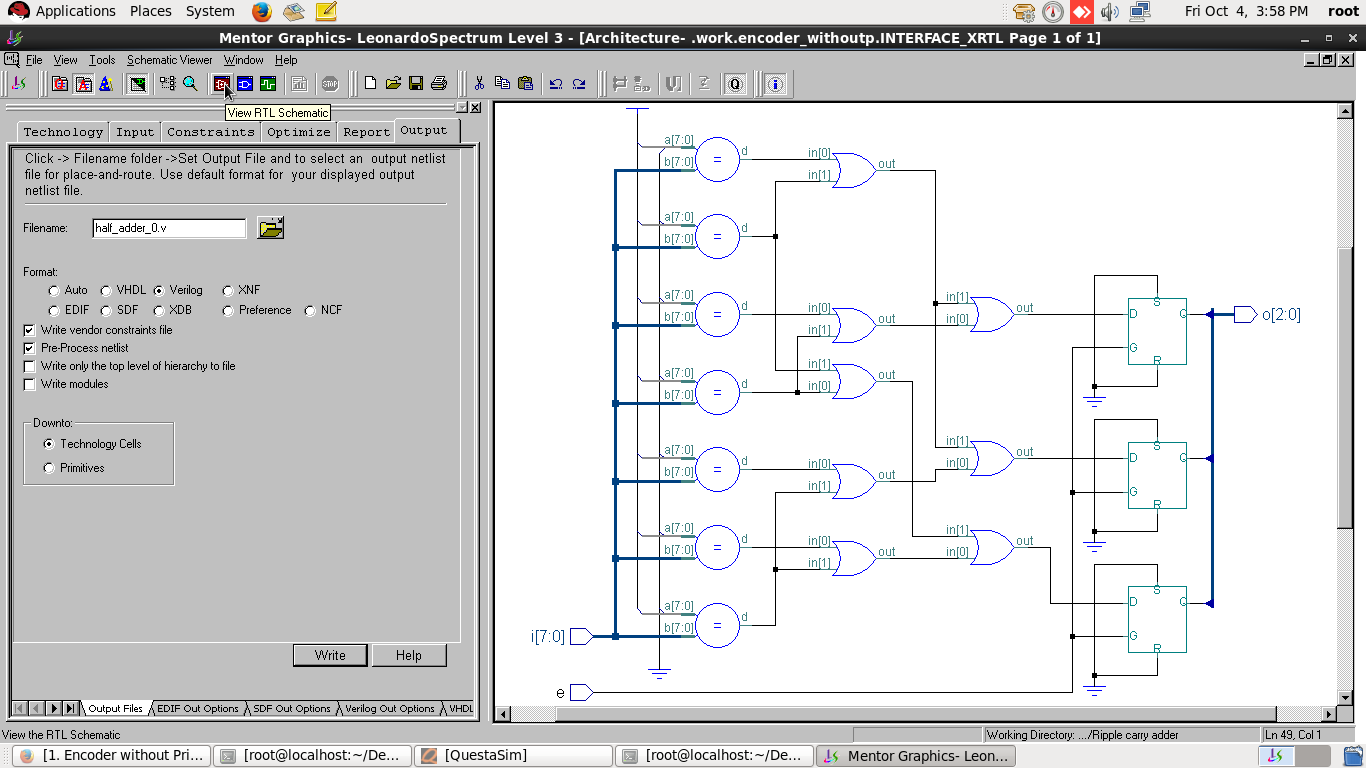 Applications Places System Fri Oct 4, 3:58 PM root
Mentor Graphics- LeonardoSpectrum Level 3 - [Architecture- .work.encoder_withoutp.INTERFACE_XRTL Page 1 of 1]
File View Tools Schematic Viewer Window Help
STOP Q
View RTL Schematic
Technology Input Constraints Optimize Report Output
Click -> Filename folder ->Set Output File and to select an output netlist
file for place-and-route. Use default format for your displayed output
netlist file.
Filename: half_adder_0.v
Format:
Auto VHDL Verilog XNF
EDIF SDF XDB Preference NCF
Write vendor constraints file
Pre-Process netlist
Write only the top level of hierarchy to file
Write modules
Downto:
Technology Cells
Primitives
Write Help
Output Files EDIF Out Options SDF Out Options Verilog Out Options VHDL
a[7:0] b[7:0] = d in[0] in[1] out
a[7:0] b[7:0] = d
a[7:0] b[7:0] = d in[0] in[1] out in[1] in[0] out S D Q G R o[2:0]
a[7:0] b[7:0] = d in[1] in[0] out
a[7:0] b[7:0] = d in[0] in[1] out in[1] in[0] out S D Q G R
a[7:0] b[7:0] = d in[0] in[1] out in[1] in[0] out
a[7:0] b[7:0] = d S D Q G R
i[7:0]
e
View the RTL Schematic Working Directory: .../Ripple carry adder Ln 49, Col 1
[1. Encoder without Pri... [root@localhost:~/De... [QuestaSim] [root@localhost:~/De... Mentor Graphics- Leon...